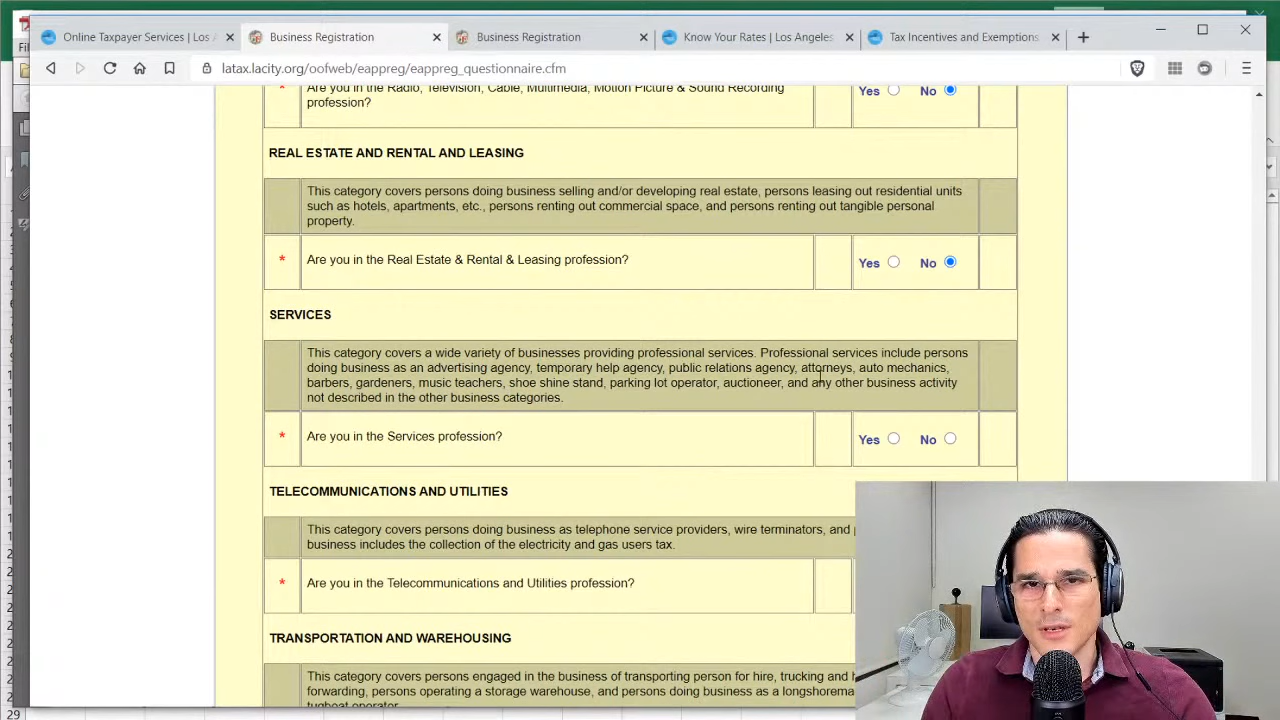 Online Taxpayer Services | Los A
Business Registration
Business Registration
Know Your Rates | Los Angeles
Tax Incentives and Exemptions
latax.lacity.org/oofweb/eappreg/eappreg_questionnaire.cfm
* Are you in the Radio, Television, Cable, Multimedia, Motion Picture & Sound Recording Yes No
profession?
REAL ESTATE AND RENTAL AND LEASING
This category covers persons doing business selling and/or developing real estate, persons leasing out residential units
such as hotels, apartments, etc., persons renting out commercial space, and persons renting out tangible personal
property.
* Are you in the Real Estate & Rental & Leasing profession? Yes No
SERVICES
This category covers a wide variety of businesses providing professional services. Professional services include persons
doing business as an advertising agency, temporary help agency, public relations agency, attorneys, auto mechanics,
barbers, gardeners, music teachers, shoe shine stand, parking lot operator, auctioneer, and any other business activity
not described in the other business categories.
* Are you in the Services profession? Yes No
TELECOMMUNICATIONS AND UTILITIES
This category covers persons doing business as telephone service providers, wire terminators, and
business includes the collection of the electricity and gas users tax.
* Are you in the Telecommunications and Utilities profession?
TRANSPORTATION AND WAREHOUSING
This category covers persons engaged in the business of transporting person for hire, trucking and
forwarding, persons operating a storage warehouse, and persons doing business as a longshorema
tugboat operator.
29